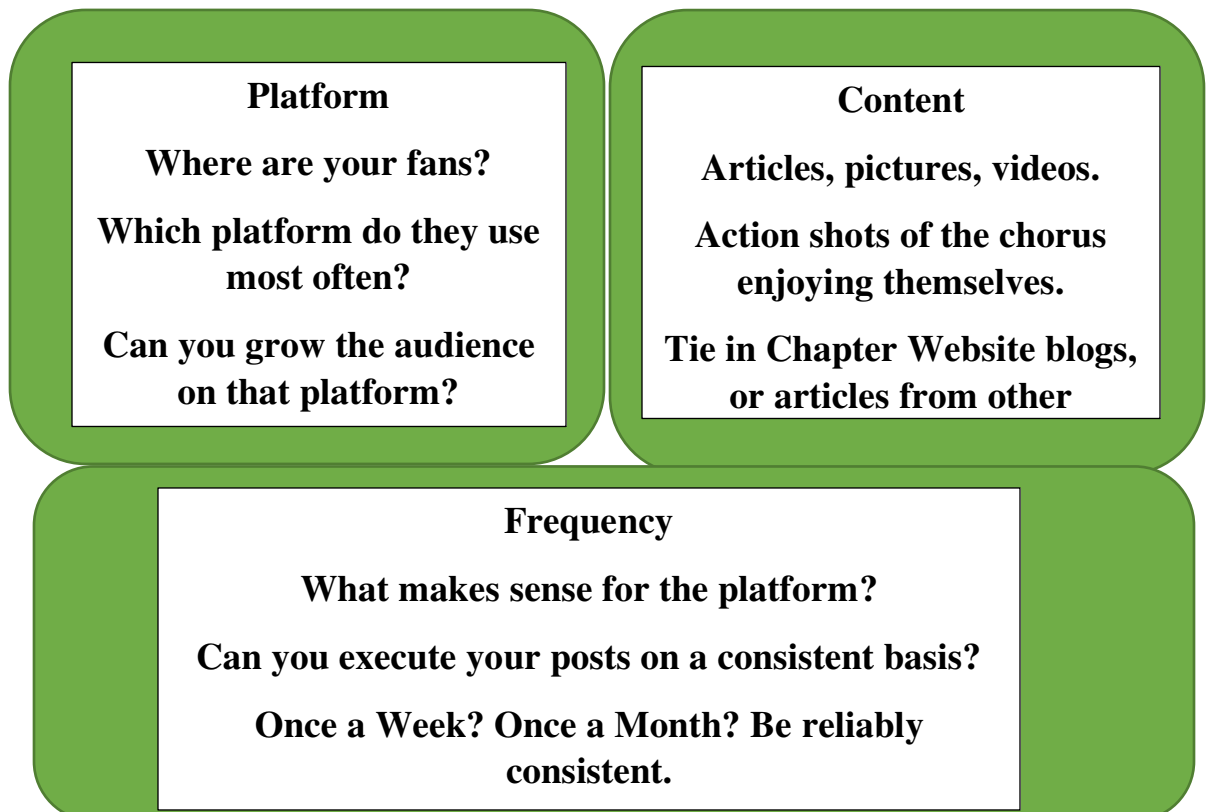 Platform
Where are your fans?
Which platform do they use
most often?
Can you grow the audience
on that platform?
Content
Articles, pictures, videos.
Action shots of the chorus
enjoying themselves.
Tie in Chapter Website blogs,
or articles from other
Frequency
What makes sense for the platform?
Can you execute your posts on a consistent basis?
Once a Week? Once a Month? Be reliably
consistent.